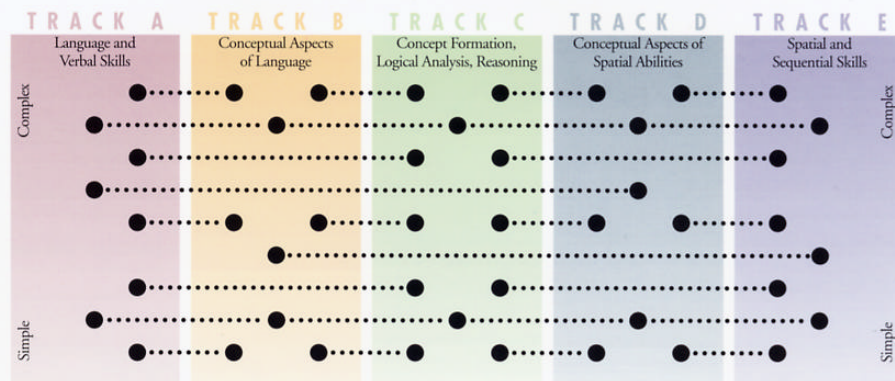 TRACK A
TRACK B
TRACK C
TRACK D
TRACK E
Language and
Verbal Skills
Conceptual Aspects
of Language
Concept Formation,
Logical Analysis, Reasoning
Conceptual Aspects of
Spatial Abilities
Spatial and
Sequential Skills
Complex
Complex
Simple
Simple